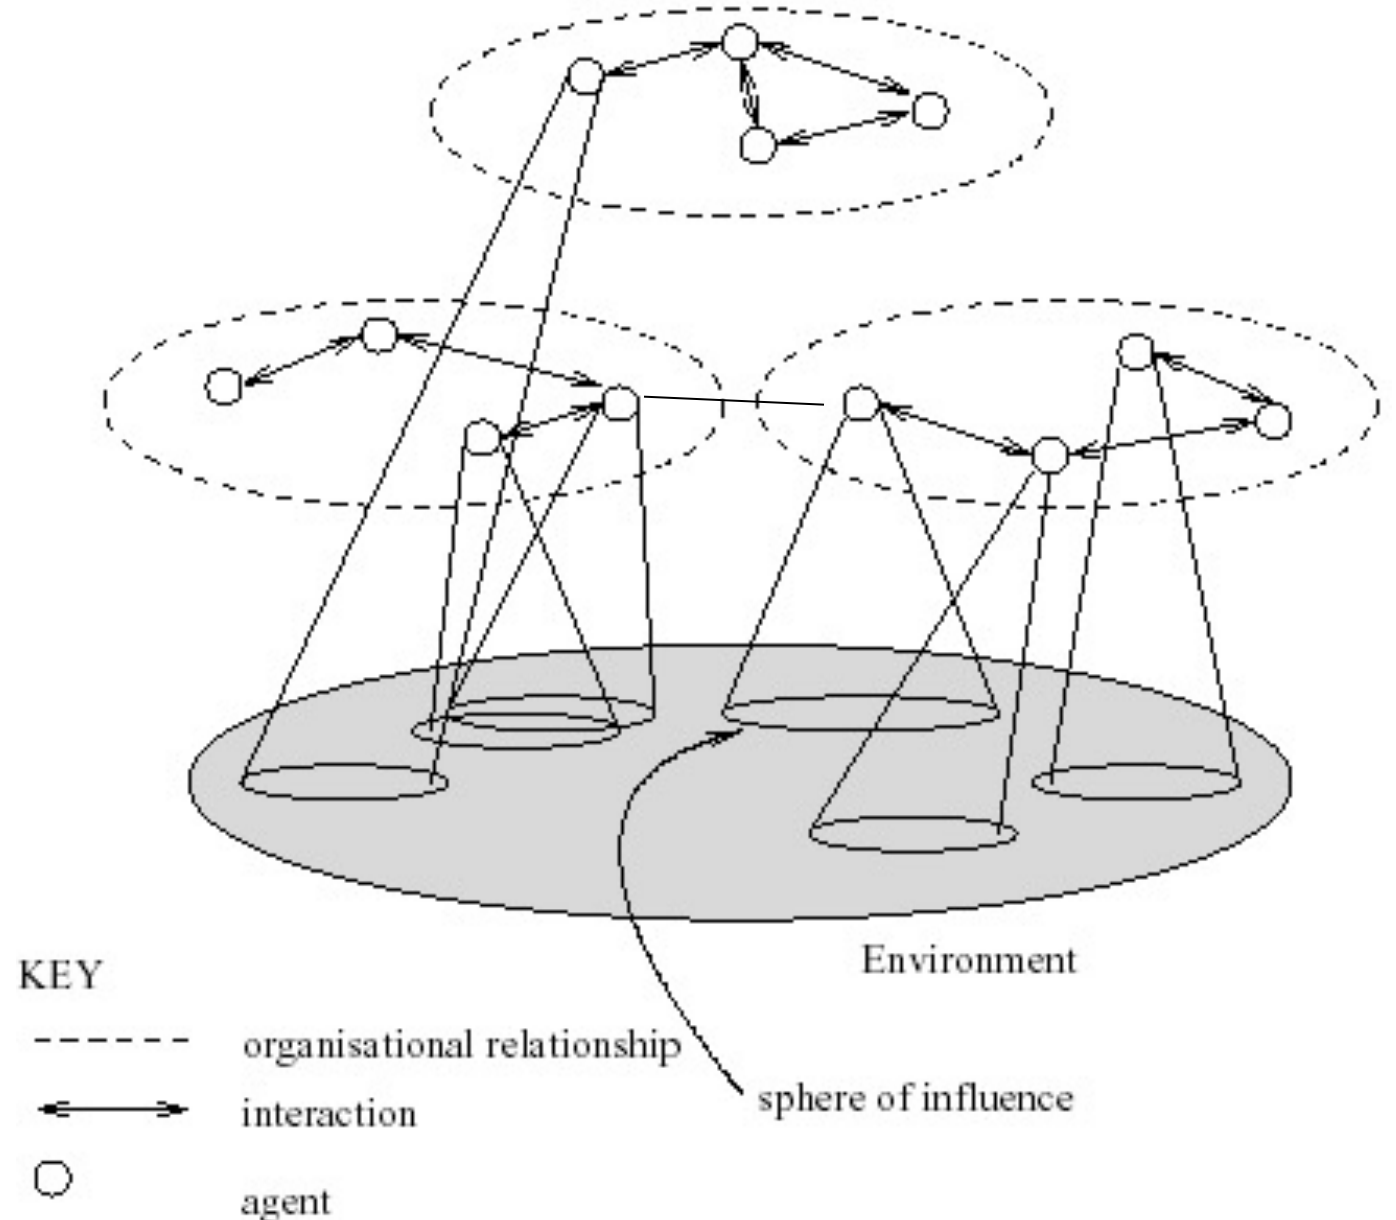 Environment
KEY
organisational relationship
interaction
sphere of influence
agent